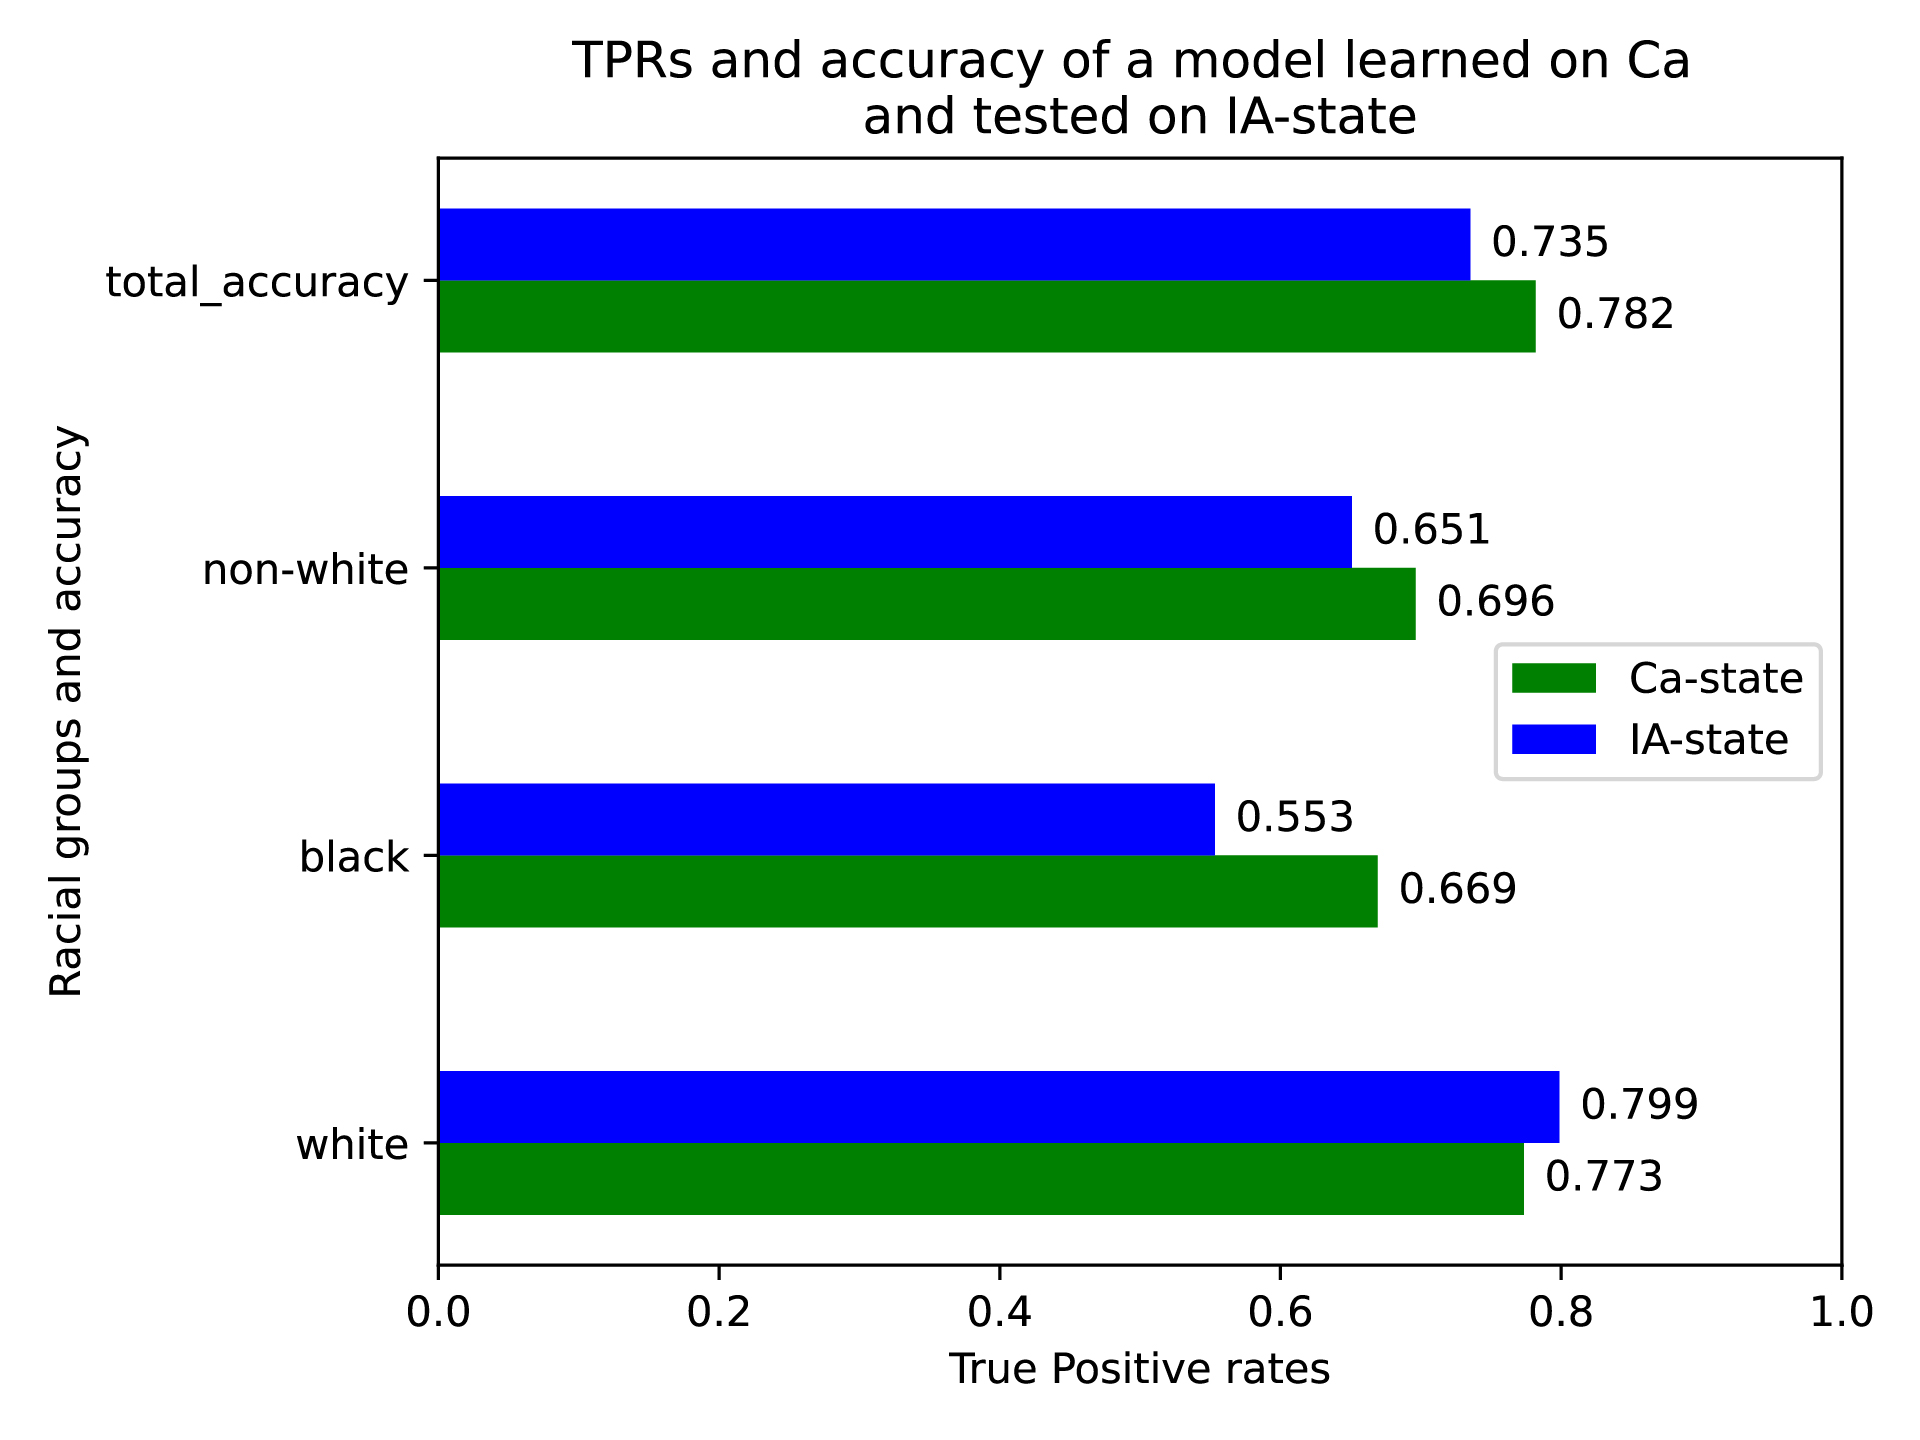 TPRs and accuracy of a model learned on Ca
and tested on IA-state
total_accuracy
0.735
0.782
non-white
0.651
0.696
Ca-state
IA-state
black
0.553
0.669
white
0.799
0.773
Racial groups and accuracy
0.0 0.2 0.4 0.6 0.8 1.0
True Positive rates